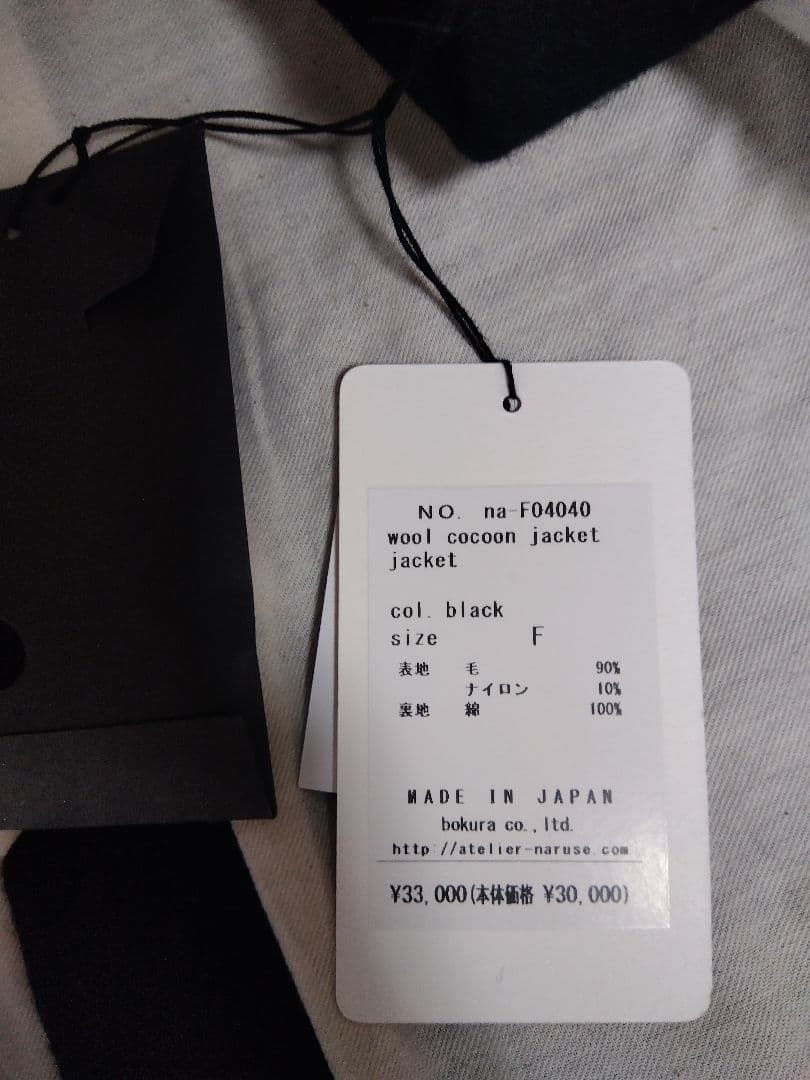 NO. na-F04040
wool cocoon jacket
jacket
col. black
size F
表地 毛 90%
ナイロン 10%
裏地 綿 100%
MADE IN JAPAN
bokura co.,ltd.
http://atelier-naruse.com
¥33,000(本体価格 ¥30,000)